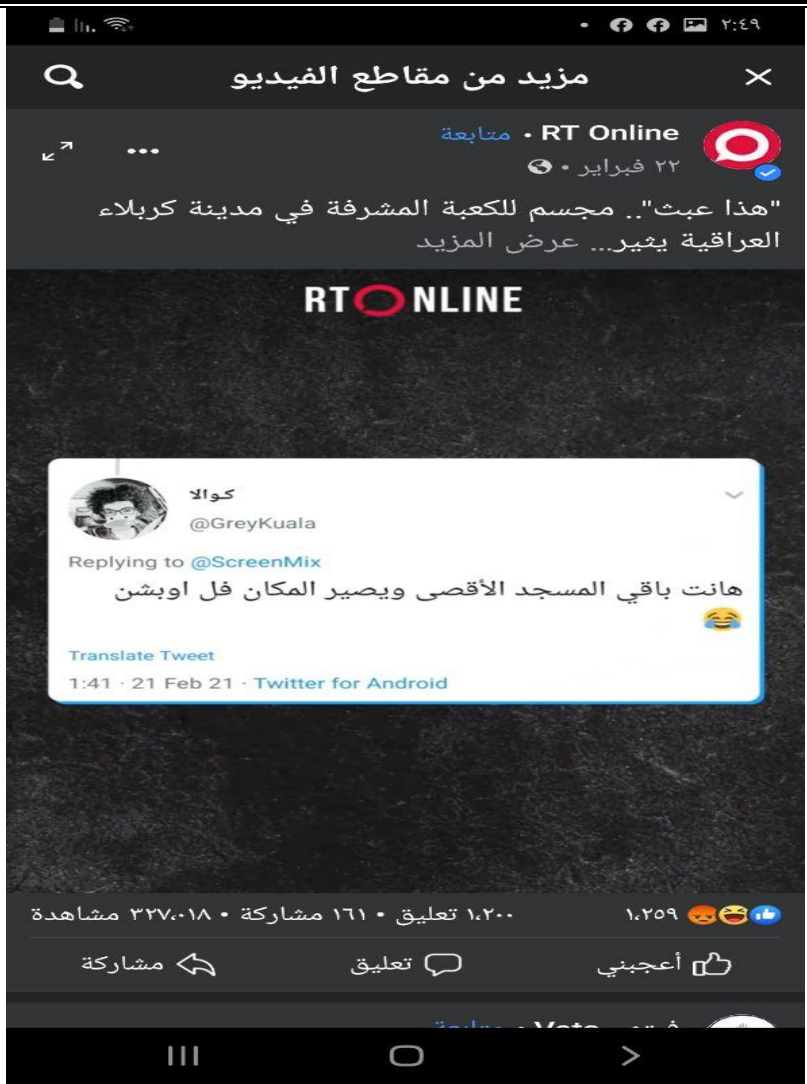 ٢:٤٩
مزيد من مقاطع الفيديو
RT Online • متابعة
٢٢ فبراير •
"هذا عبث".. مجسم للكعبة المشرفة في مدينة كربلاء
العراقية يثير... عرض المزيد
RT ONLINE
كوالا
@GreyKuala
Replying to @ScreenMix
هانت باقي المسجد الأقصى ويصير المكان فل اوبشن
😂
Translate Tweet
1:41 · 21 Feb 21 · Twitter for Android
١،٢٥٩
١،٢٠٠ تعليق • ١٦١ مشاركة • ٣٢٧،٠١٨ مشاهدة
أعجبني
تعليق
مشاركة